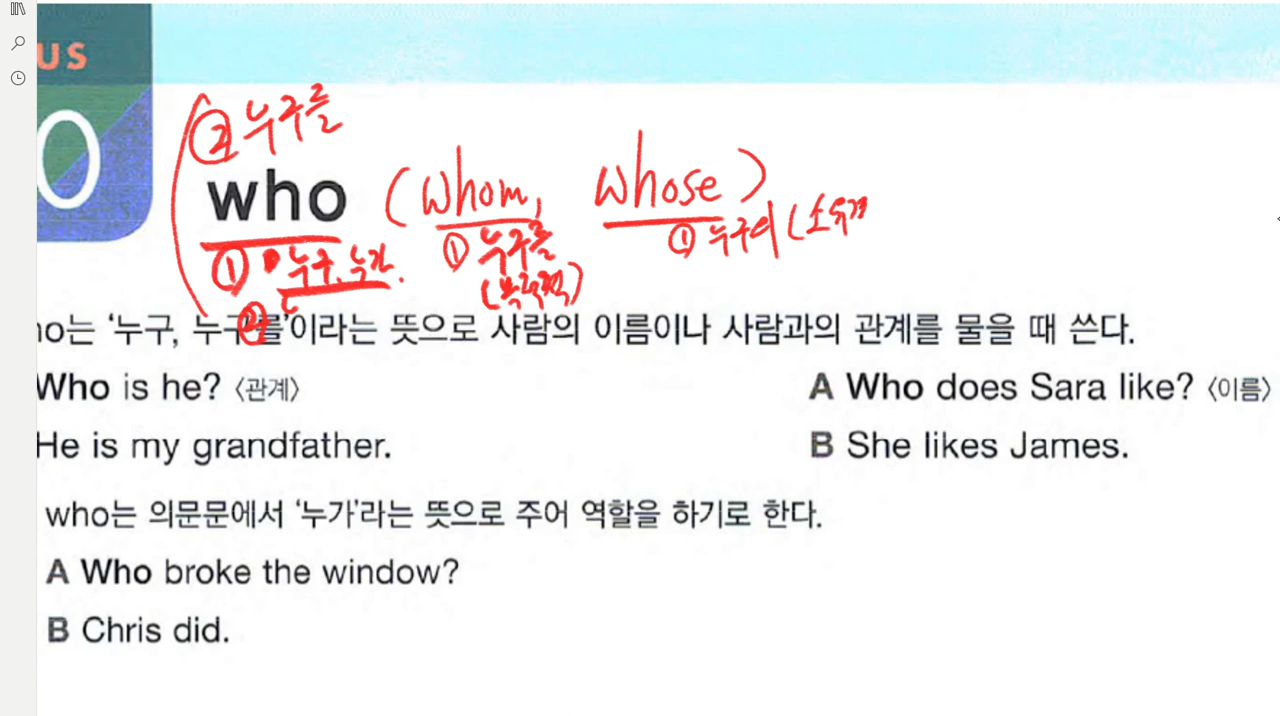 US
0
② 누구를
who (whom, whose)
① 누구, 누가. ① 누구를 ① 누구의 (소유격
(목적격)
②
ho는 ‘누구, 누구를’이라는 뜻으로 사람의 이름이나 사람과의 관계를 물을 때 쓴다.
Who is he? 〈관계〉 A Who does Sara like? 〈이름〉
He is my grandfather. B She likes James.
who는 의문문에서 ‘누가’라는 뜻으로 주어 역할을 하기로 한다.
A Who broke the window?
B Chris did.